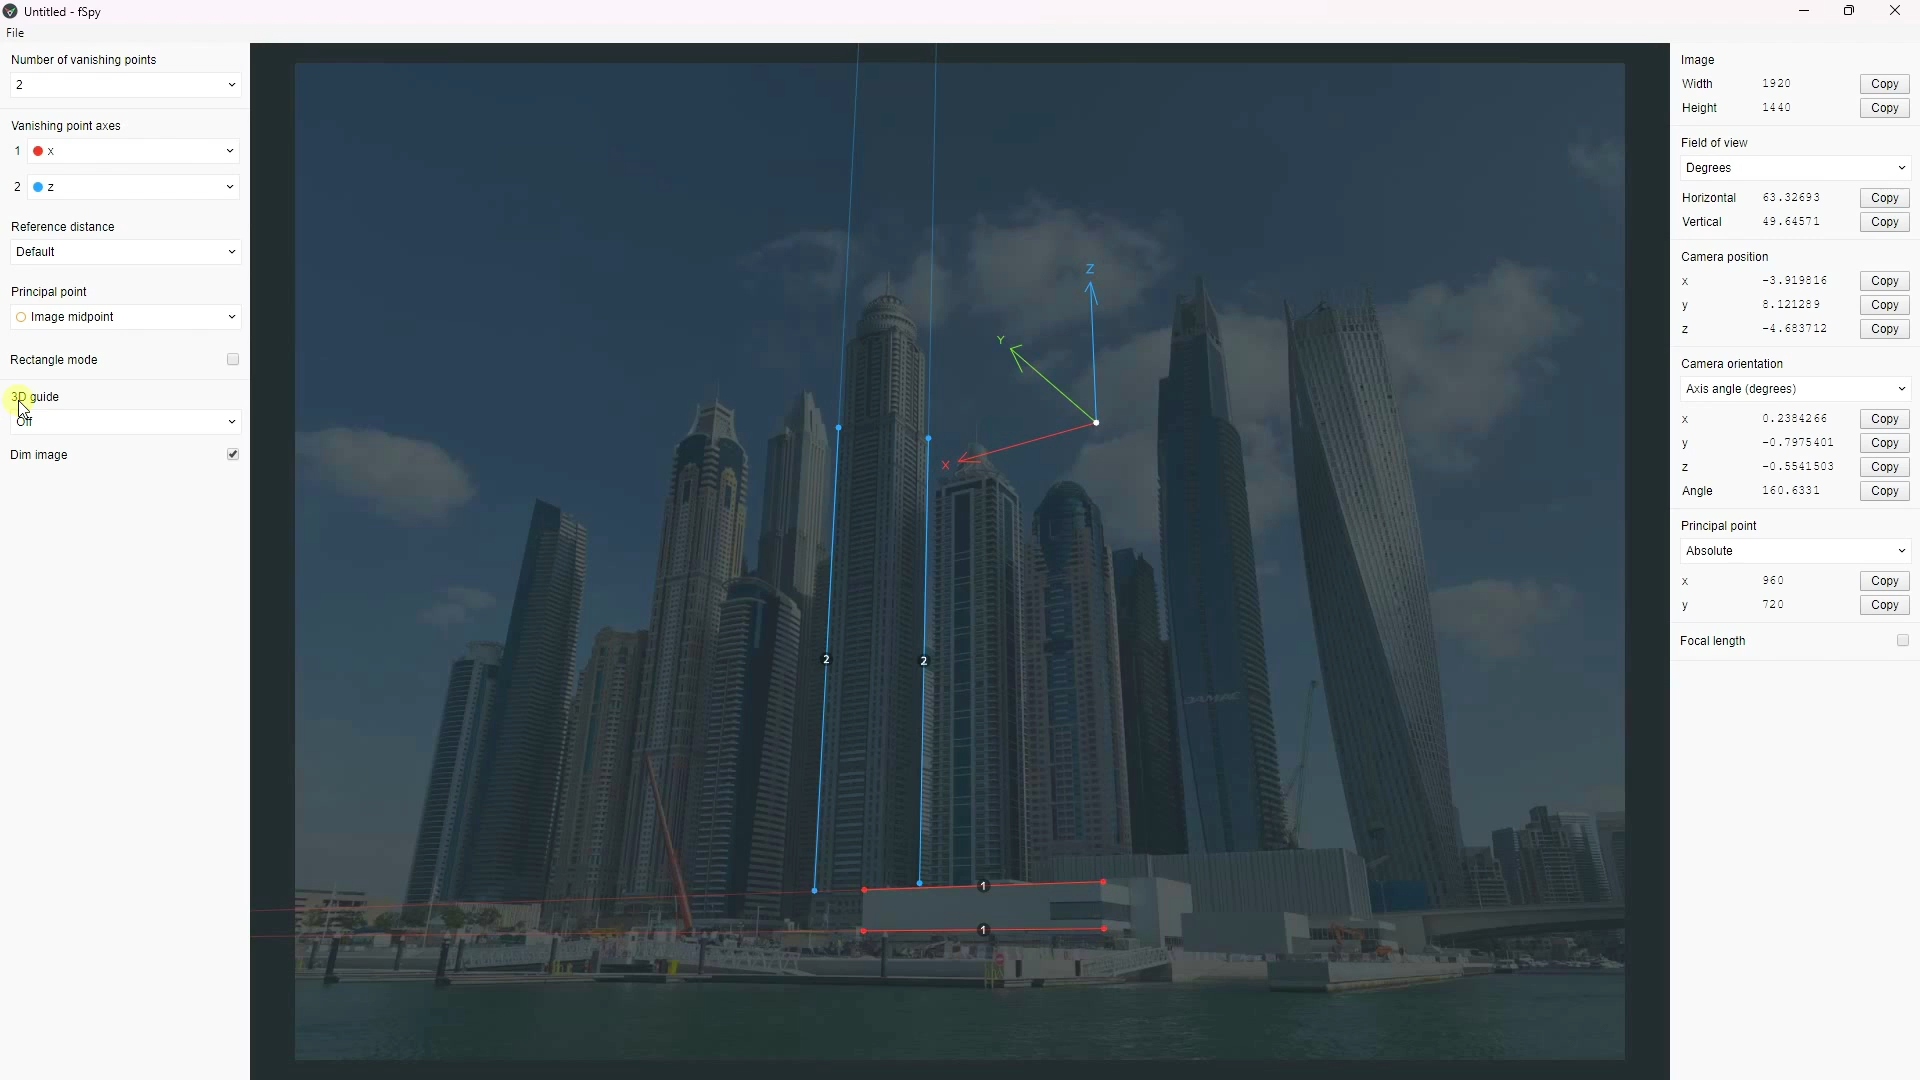 Untitled - fSpy
File
Number of vanishing points
2
Vanishing point axes
1 x
2 z
Reference distance
Default
Principal point
Image midpoint
Rectangle mode
3D guide
Off
Dim image
Z
Y
X
2
2
1
1
DAMAC
Image
Width 1920 Copy
Height 1440 Copy
Field of view
Degrees
Horizontal 63.32693 Copy
Vertical 49.64571 Copy
Camera position
x -3.919816 Copy
y 8.121289 Copy
z -4.683712 Copy
Camera orientation
Axis angle (degrees)
x 0.2384266 Copy
y -0.7975401 Copy
z -0.5541503 Copy
Angle 160.6331 Copy
Principal point
Absolute
x 960 Copy
y 720 Copy
Focal length